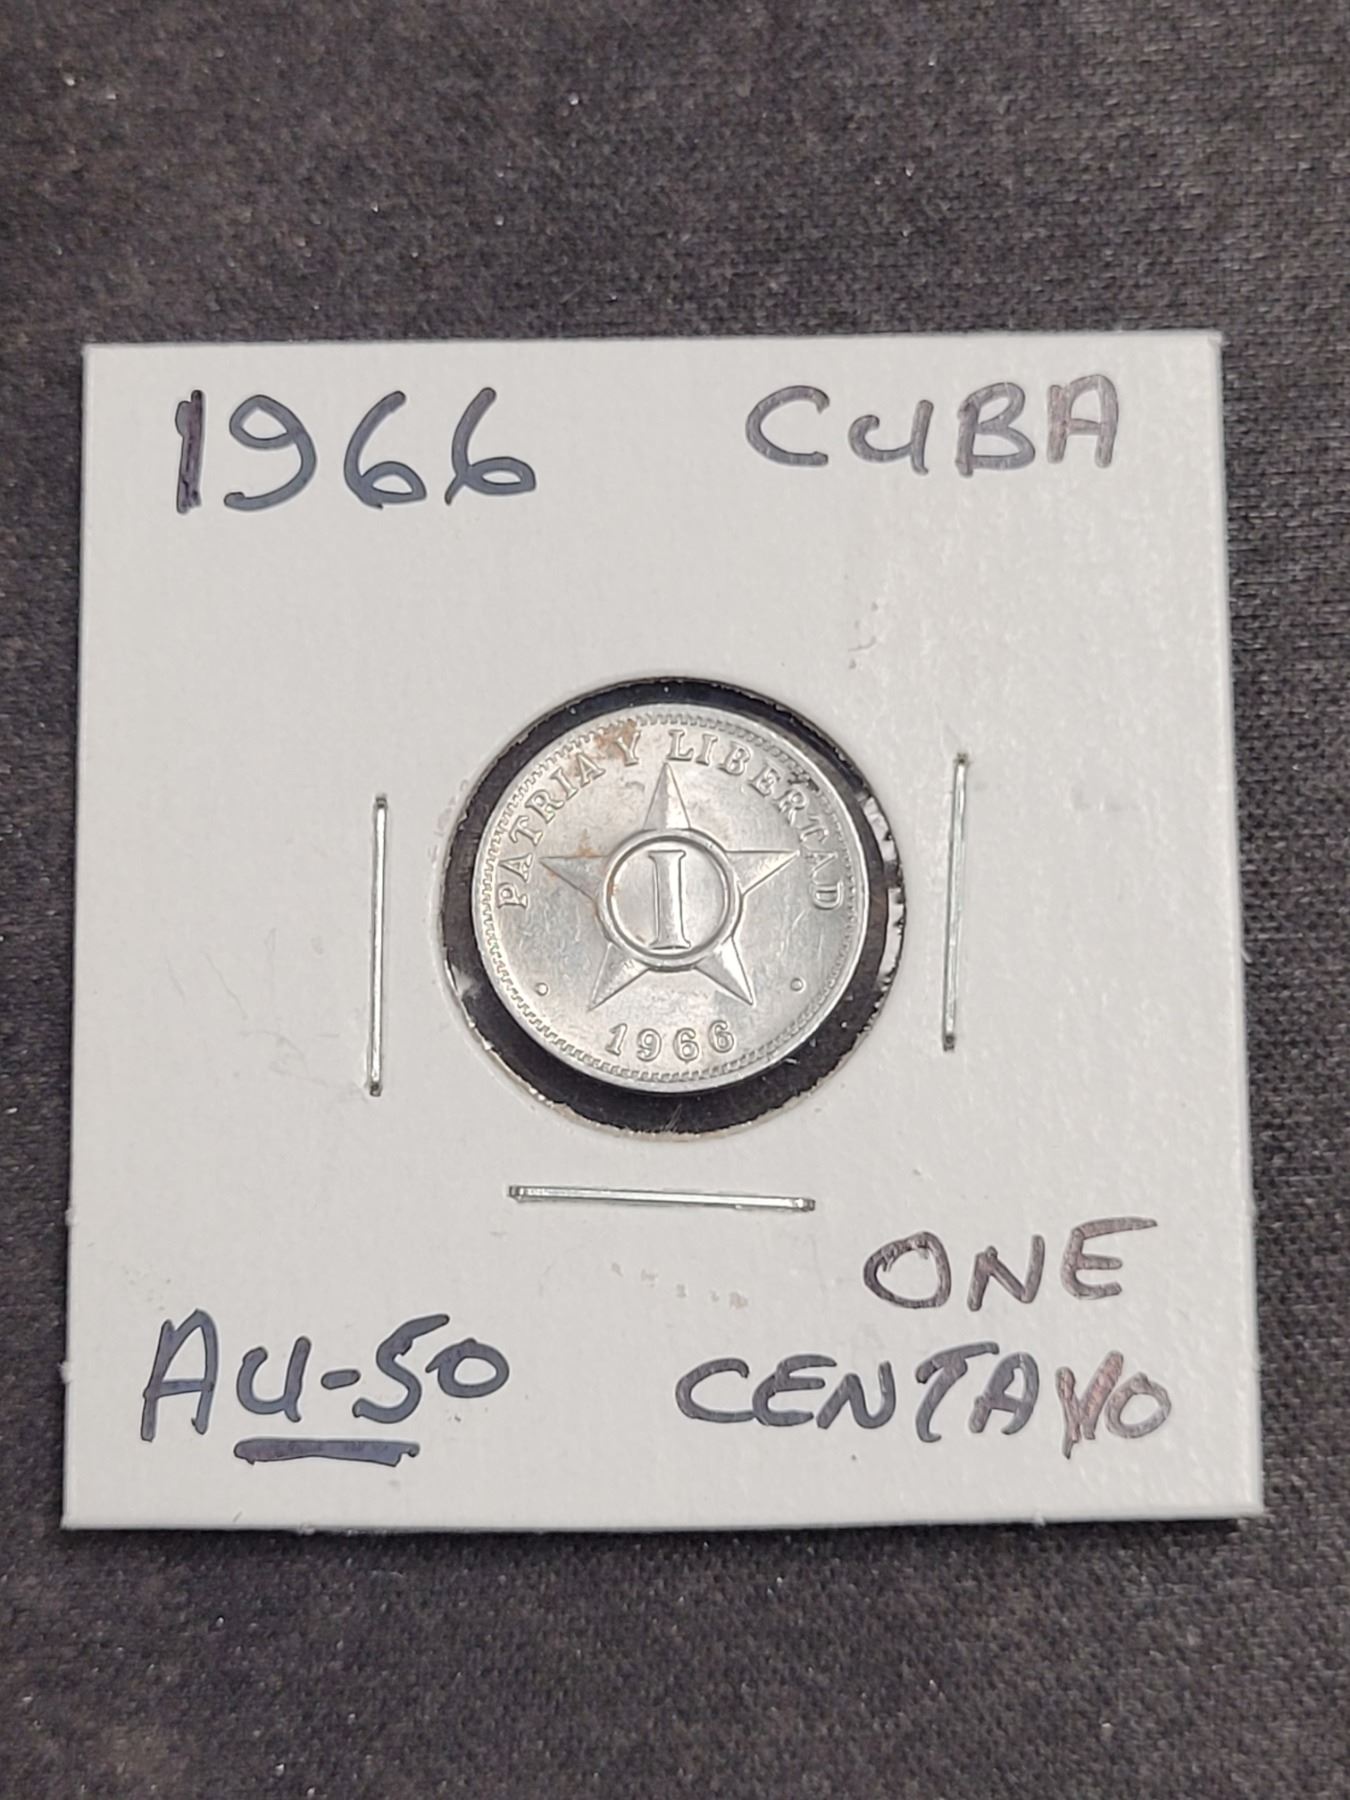 1966 CUBA
PATRIA Y LIBERTAD
I
1966
AU-50
ONE
CENTAVO